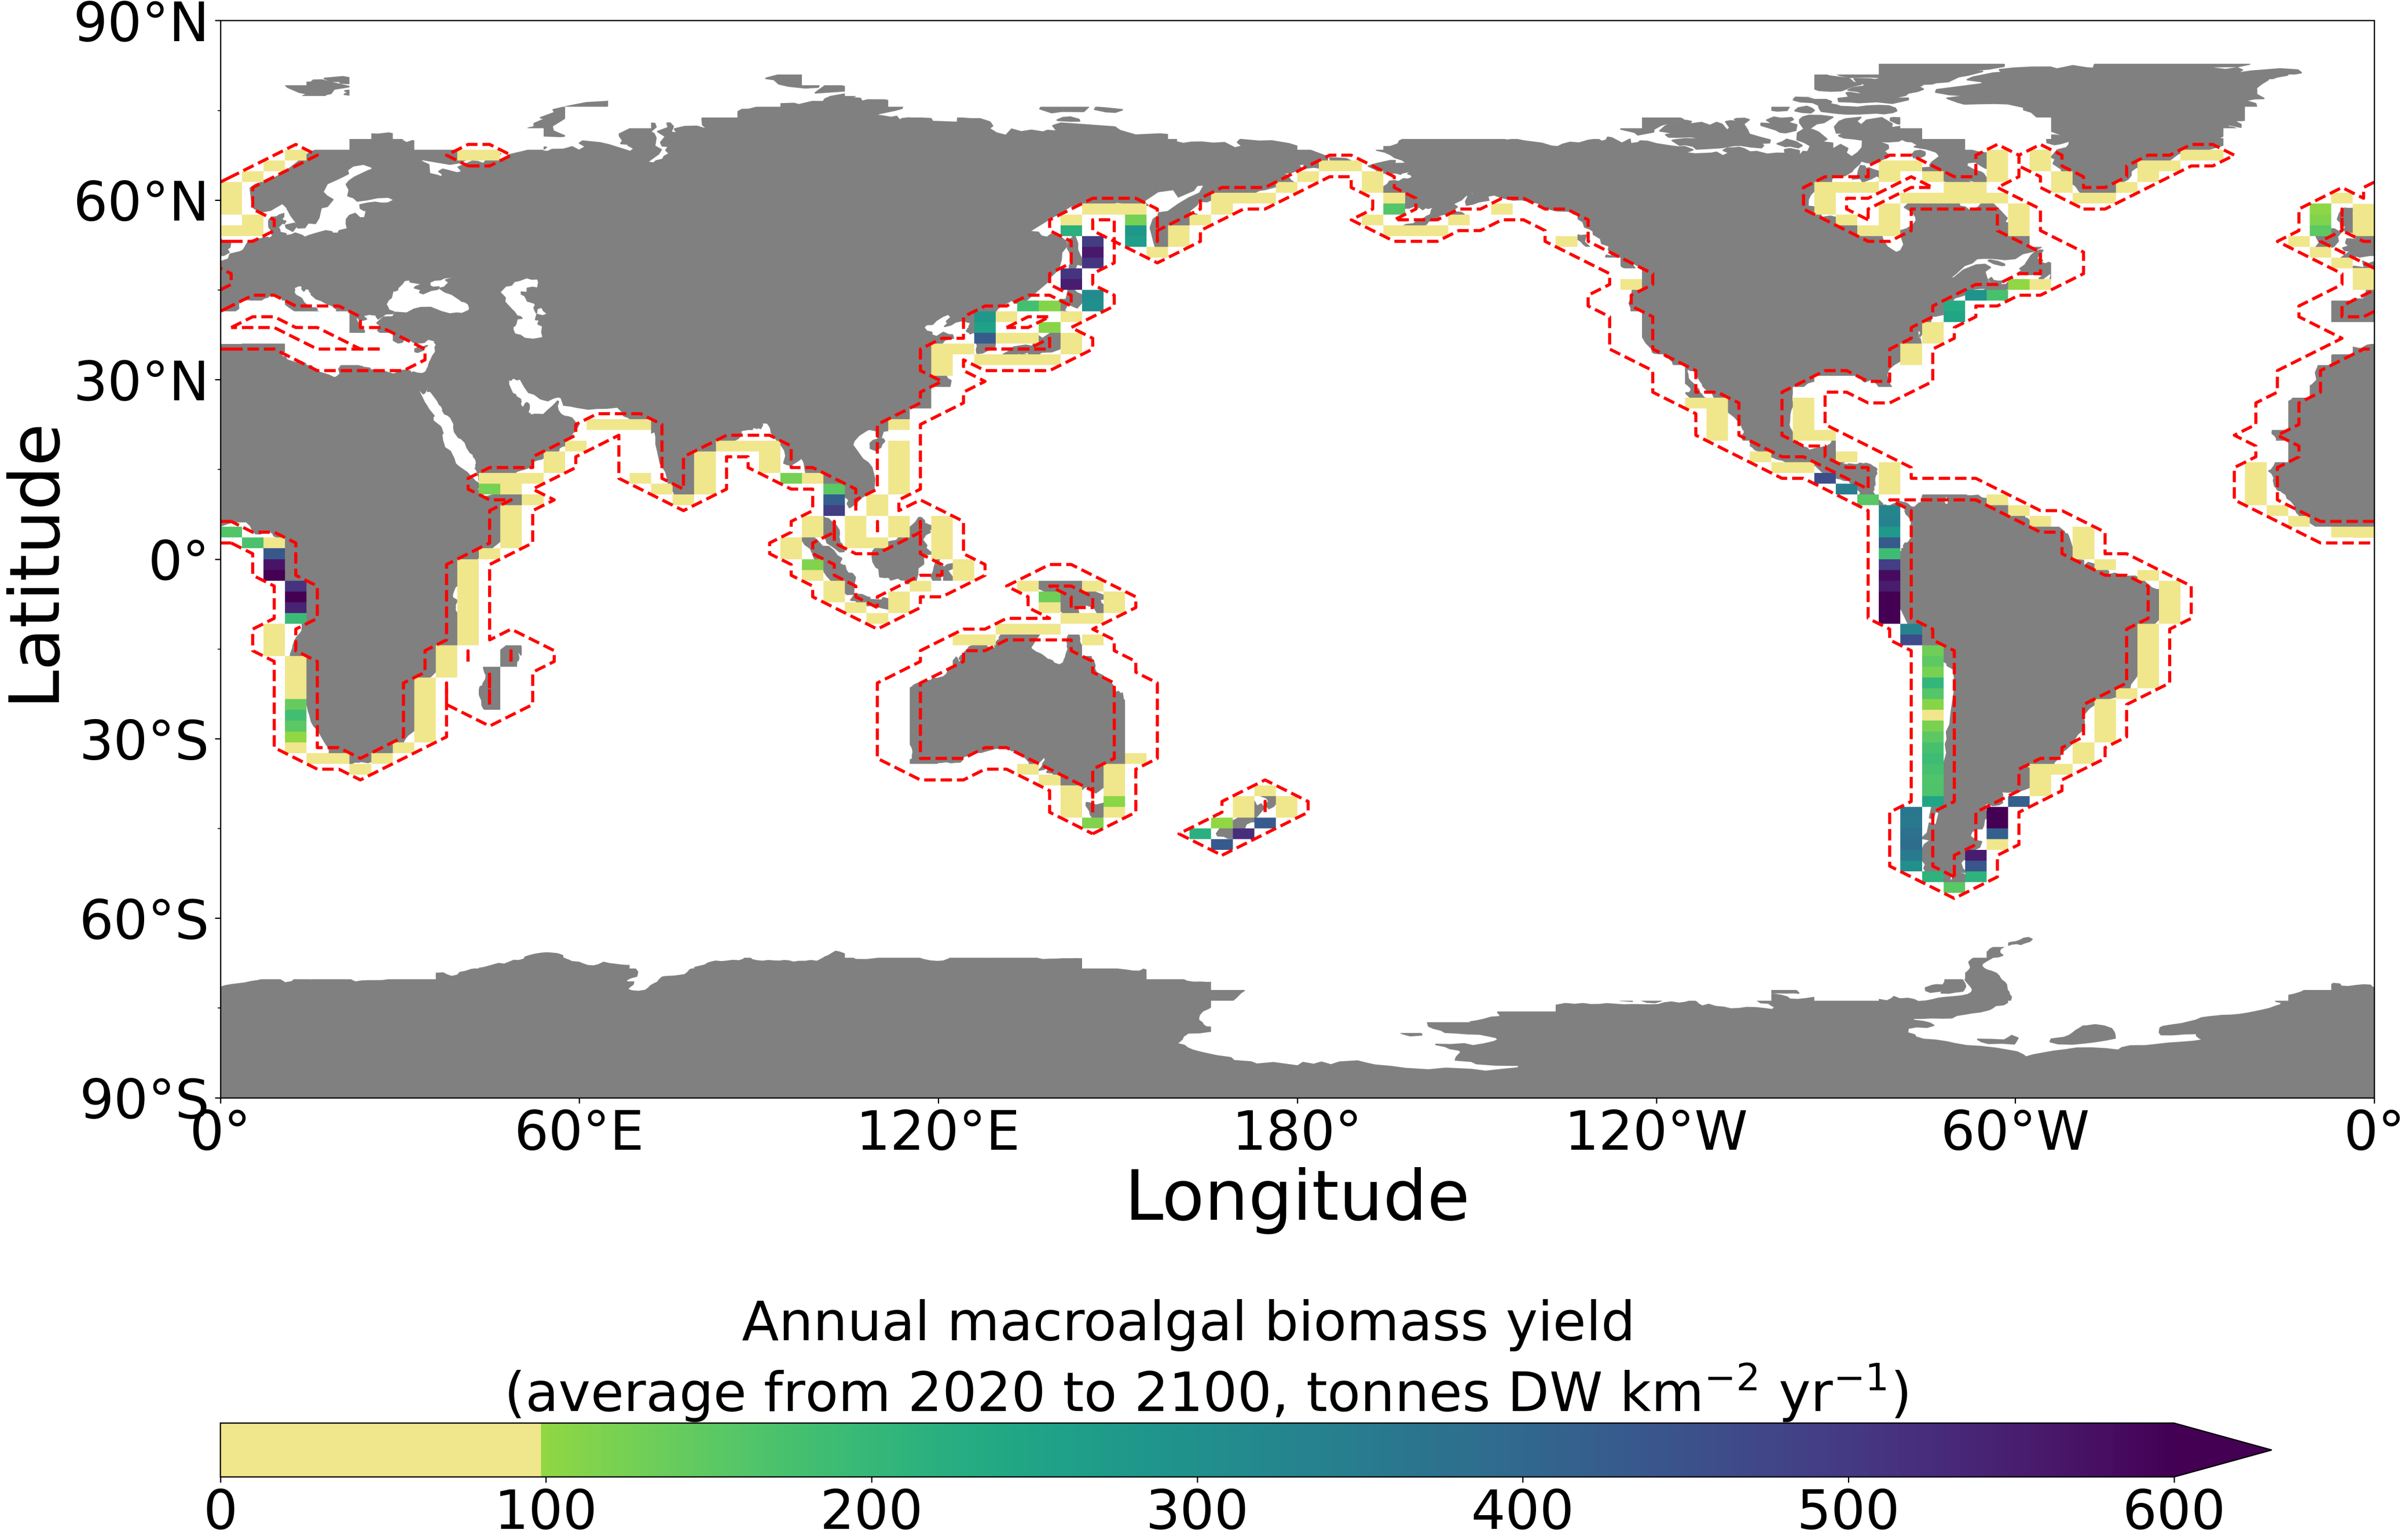 90°N
60°N
30°N
0°
30°S
60°S
90°S
Latitude
0°
60°E
120°E
180°
120°W
60°W
0°
Longitude
Annual macroalgal biomass yield
(average from 2020 to 2100, tonnes DW km⁻² yr⁻¹)
0
100
200
300
400
500
600